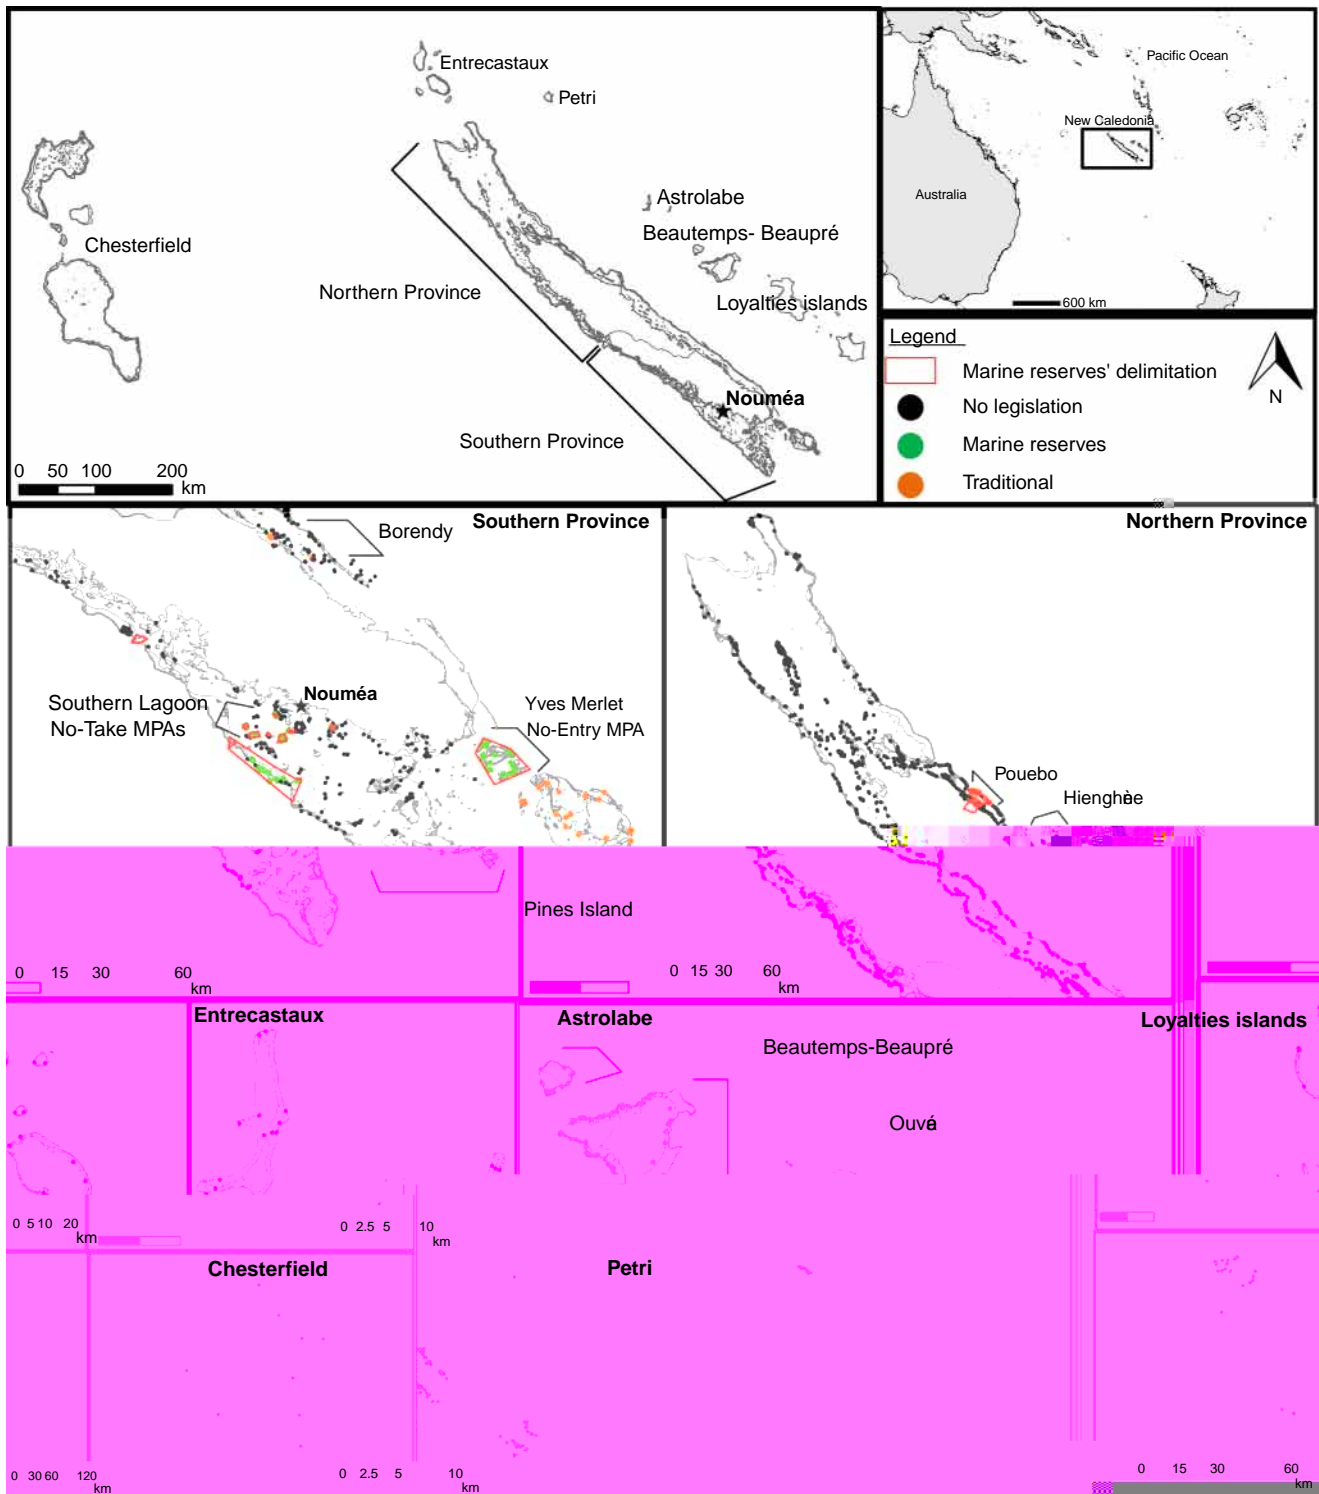 Entrecastaux
Petri
Astrolabe
Beautemps- Beaupré
Chesterfield
Northern Province
Loyalties islands
Nouméa
Southern Province
0 50 100 200
km
Pacific Ocean
New Caledonia
Australia
600 km
Legend
Marine reserves' delimitation
No legislation
Marine reserves
Traditional
N
Southern Province
Borendy
Nouméa
Southern Lagoon
No-Take MPAs
Yves Merlet
No-Entry MPA
Northern Province
Pouebo
Hienghène
Pines Island
0 15 30 60
km
0 15 30 60
km
Entrecastaux
Astrolabe
Loyalties islands
Beautemps-Beaupré
Ouvéa
0 5 10 20
km
0 2.5 5 10
km
Chesterfield
Petri
0 30 60 120
km
0 2.5 5 10
km
0 15 30 60
km